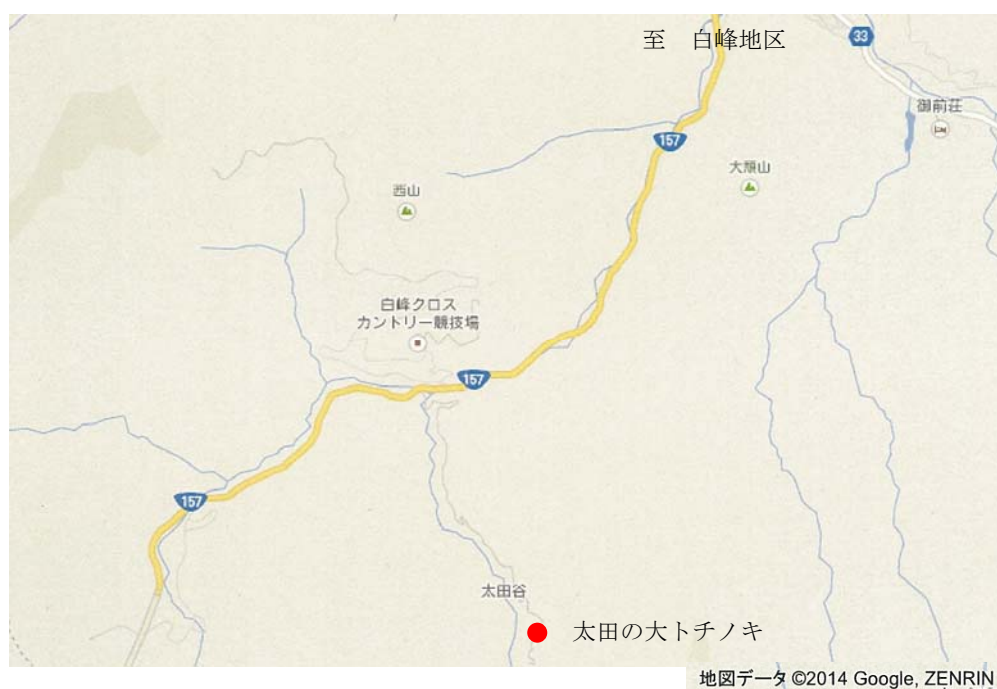 至　白峰地区
33
御前荘
157
大頽山
西山
白峰クロス
カントリー競技場
157
157
太田谷
太田の大トチノキ
地図データ ©2014 Google, ZENRIN